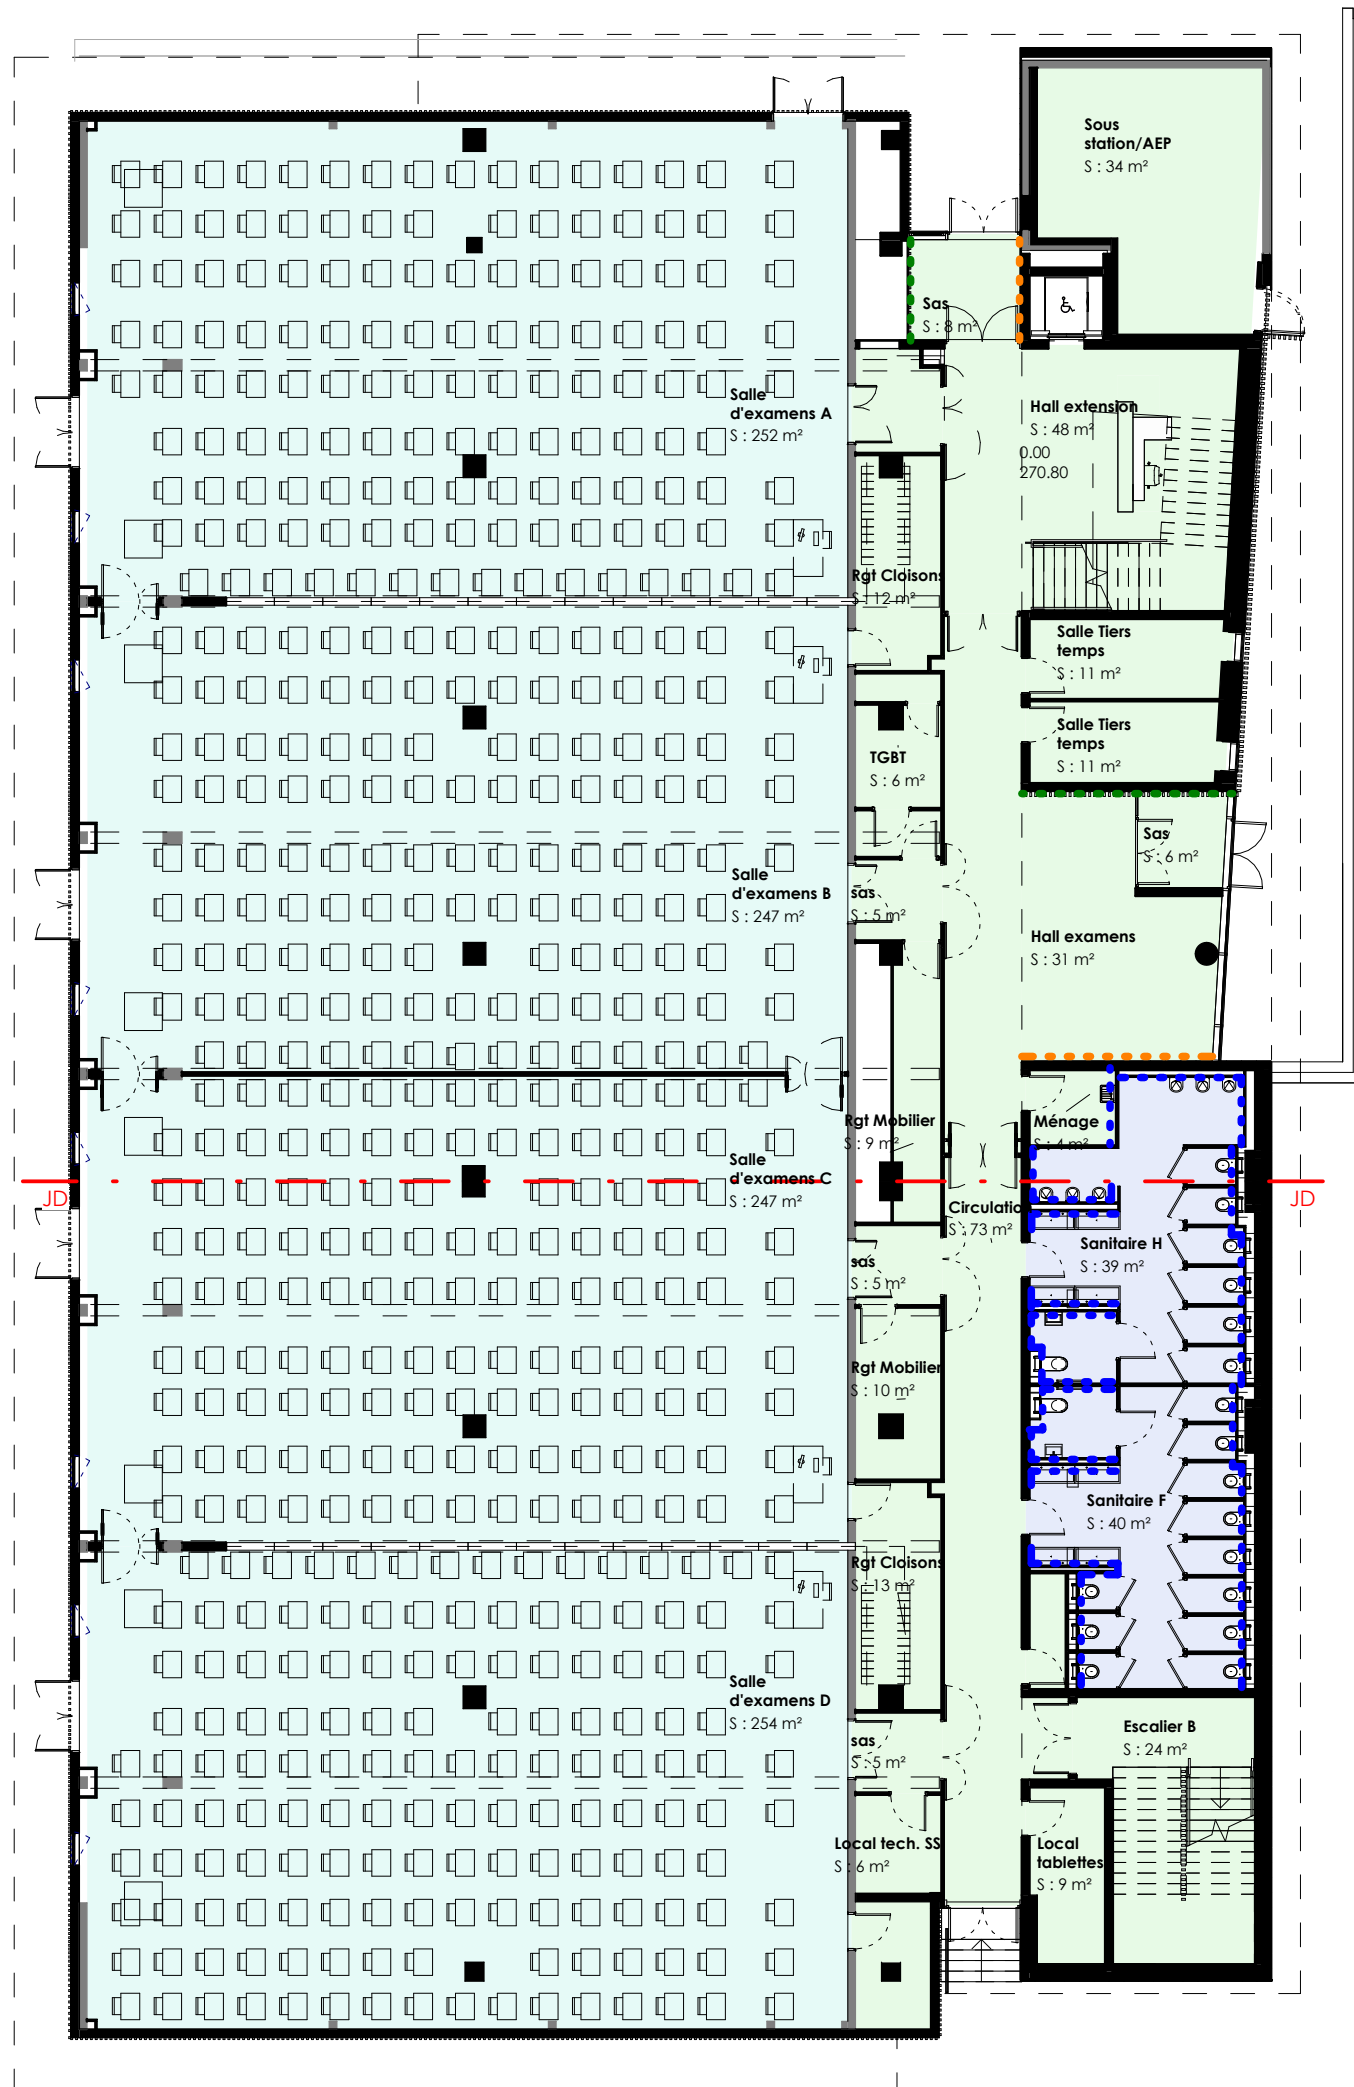 Sous
station/AEP
S : 34 m²
Sas
S : 8 m²
Salle
d'examens A
S : 252 m²
Hall extension
S : 48 m²
0.00
270.80
Rgt Cloisons
S : 12 m²
Salle Tiers
temps
S : 11 m²
Salle Tiers
temps
S : 11 m²
TGBT
S : 6 m²
Sas
S : 6 m²
Salle
d'examens B
S : 247 m²
sas
S : 5 m²
Hall examens
S : 31 m²
Rgt Mobilier
S : 9 m²
Ménage
S : 4 m²
Salle
d'examens C
S : 247 m²
JD
JD
Circulation
S : 73 m²
Sanitaire H
S : 39 m²
sas
S : 5 m²
Rgt Mobilier
S : 10 m²
Sanitaire F
S : 40 m²
Rgt Cloisons
S : 13 m²
Salle
d'examens D
S : 254 m²
sas
S : 5 m²
Escalier B
S : 24 m²
Local tech. SS
S : 6 m²
Local
tablettes
S : 9 m²